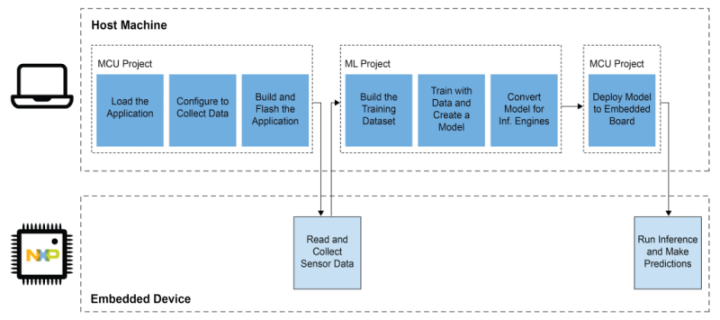 Host Machine
MCU Project
Load the
Application
Configure to
Collect Data
Build and
Flash the
Application
ML Project
Build the
Training
Dataset
Train with
Data and
Create a
Model
Convert
Model for
Inf. Engines
MCU Project
Deploy Model
to Embedded
Board
NXP
Read and
Collect
Sensor Data
Run Inference
and Make
Predictions
Embedded Device